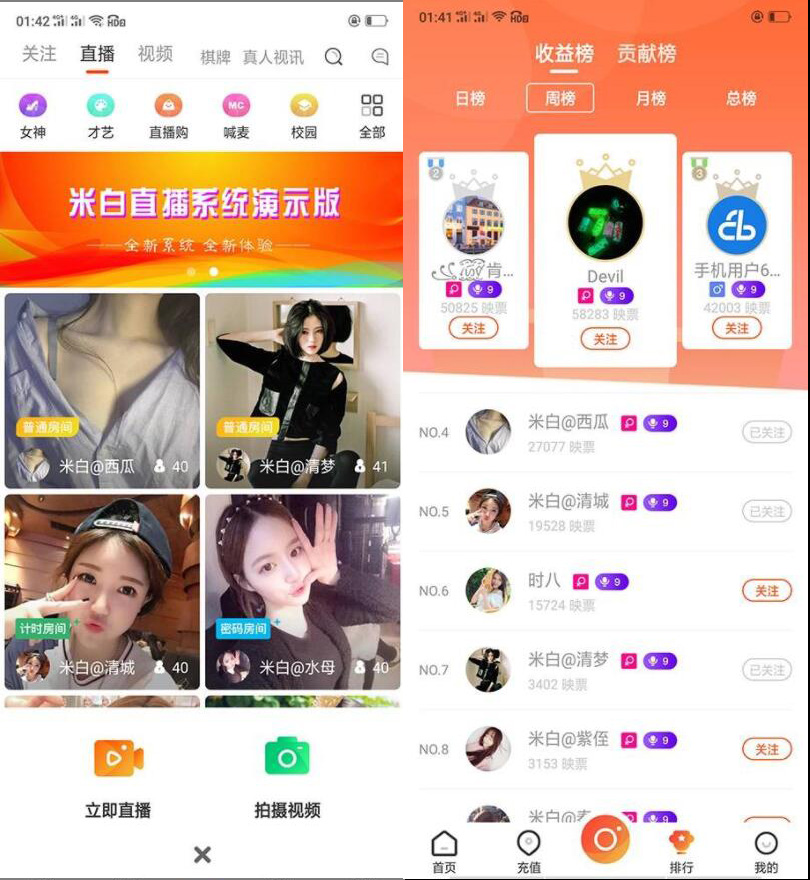 01:42
关注 直播 视频 棋牌 真人视讯
MC
女神 才艺 直播购 喊麦 校园 全部
米白直播系统演示版
全新系统 全新体验
普通房间
米白@西瓜 40
普通房间
米白@清梦 41
计时房间
米白@清城 40
密码房间
米白@水母 40
立即直播 拍摄视频
01:41
收益榜 贡献榜
日榜 周榜 月榜 总榜
2
肯...
9
50825 映票
关注
Devil
9
58283 映票
关注
3
手机用户6...
9
42003 映票
关注
NO.4 米白@西瓜 9 已关注
27077 映票
NO.5 米白@清城 9 已关注
19528 映票
NO.6 时八 9 关注
15724 映票
NO.7 米白@清梦 9 已关注
3402 映票
NO.8 米白@紫侄 9 关注
3153 映票
首页 充值 排行 我的